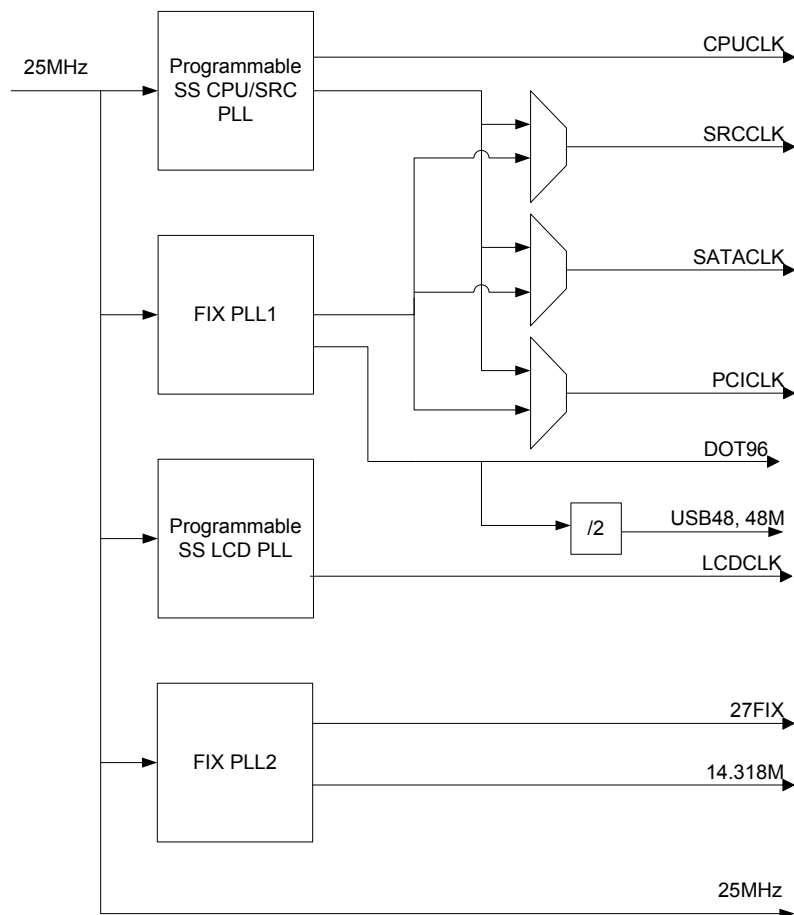 25MHz
Programmable
SS CPU/SRC
PLL
CPUCLK
SRCCLK
SATACLK
FIX PLL1
PCICLK
DOT96
Programmable
SS LCD PLL
/2
USB48, 48M
LCDCLK
27FIX
FIX PLL2
14.318M
25MHz